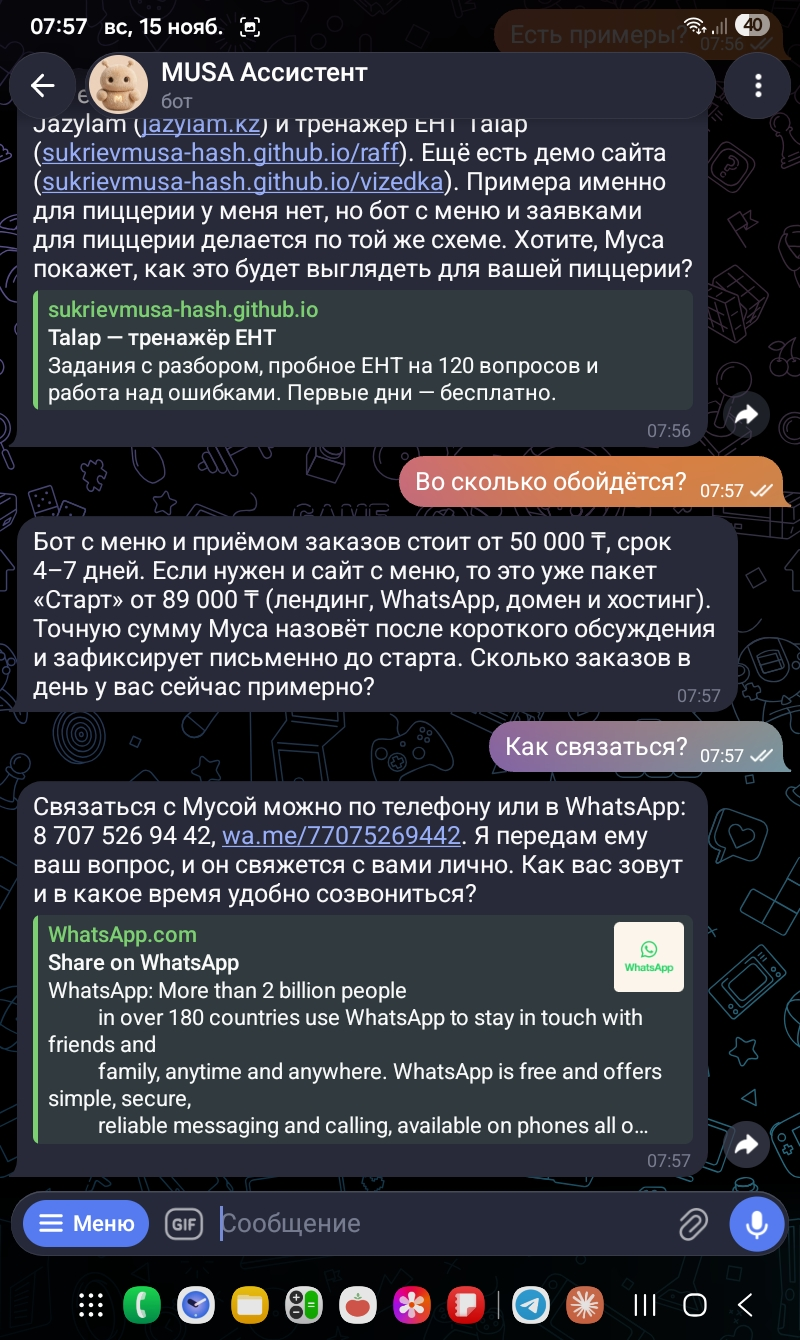 07:57 вс, 15 нояб.
40
Есть примеры? 07:56
MUSA Ассистент
бот
Jazylam (jazylam.kz) и тренажёр ЕНТ Talap
(sukrievmusa-hash.github.io/raff). Ещё есть демо сайта
(sukrievmusa-hash.github.io/vizedka). Примера именно
для пиццерии у меня нет, но бот с меню и заявками
для пиццерии делается по той же схеме. Хотите, Муса
покажет, как это будет выглядеть для вашей пиццерии?
sukrievmusa-hash.github.io
Talap — тренажёр ЕНТ
Задания с разбором, пробное ЕНТ на 120 вопросов и
работа над ошибками. Первые дни — бесплатно.
07:56
Во сколько обойдётся? 07:57
Бот с меню и приёмом заказов стоит от 50 000 ₸, срок
4–7 дней. Если нужен и сайт с меню, то это уже пакет
«Старт» от 89 000 ₸ (лендинг, WhatsApp, домен и хостинг).
Точную сумму Муса назовёт после короткого обсуждения
и зафиксирует письменно до старта. Сколько заказов в
день у вас сейчас примерно?
07:57
Как связаться? 07:57
Связаться с Мусой можно по телефону или в WhatsApp:
8 707 526 94 42, wa.me/77075269442. Я передам ему
ваш вопрос, и он свяжется с вами лично. Как вас зовут
и в какое время удобно созвониться?
WhatsApp.com
Share on WhatsApp
WhatsApp: More than 2 billion people
in over 180 countries use WhatsApp to stay in touch with
friends and
family, anytime and anywhere. WhatsApp is free and offers
simple, secure,
reliable messaging and calling, available on phones all o...
WhatsApp
07:57
Меню
GIF
Сообщение